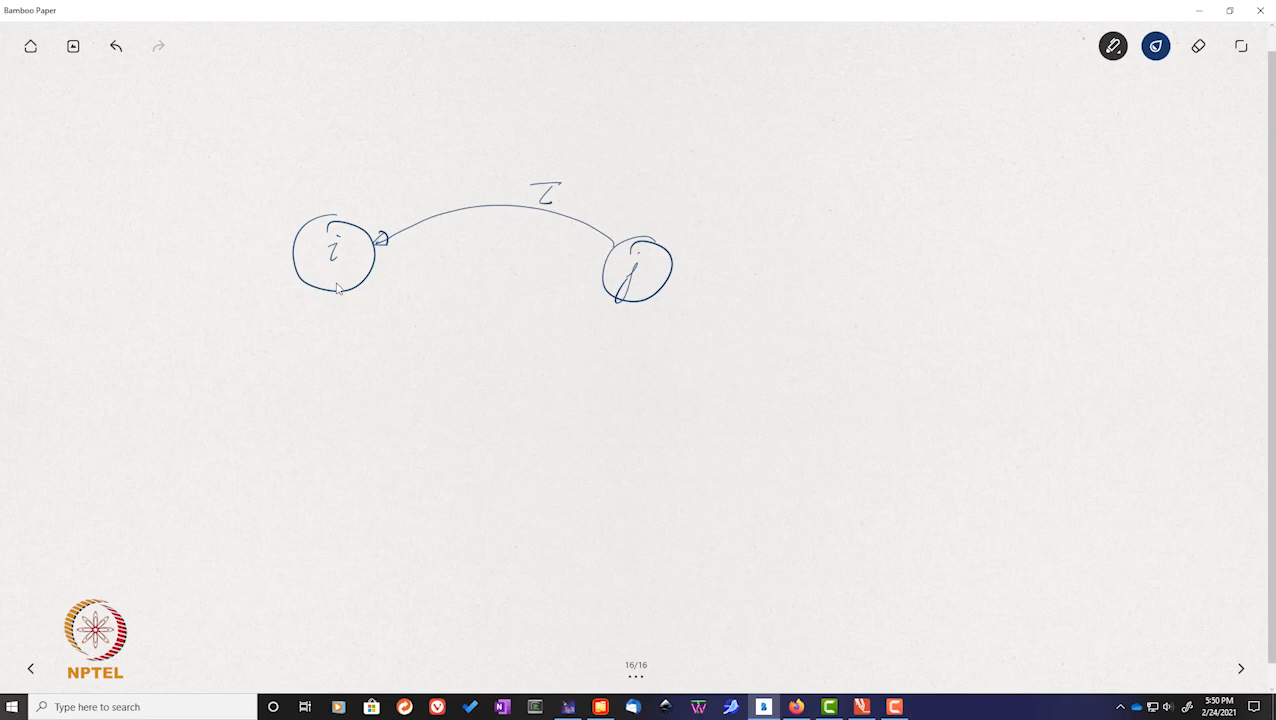 Bamboo Paper
τ
i
j
NPTEL
16/16
Type here to search
5:50 PM
2/24/2021